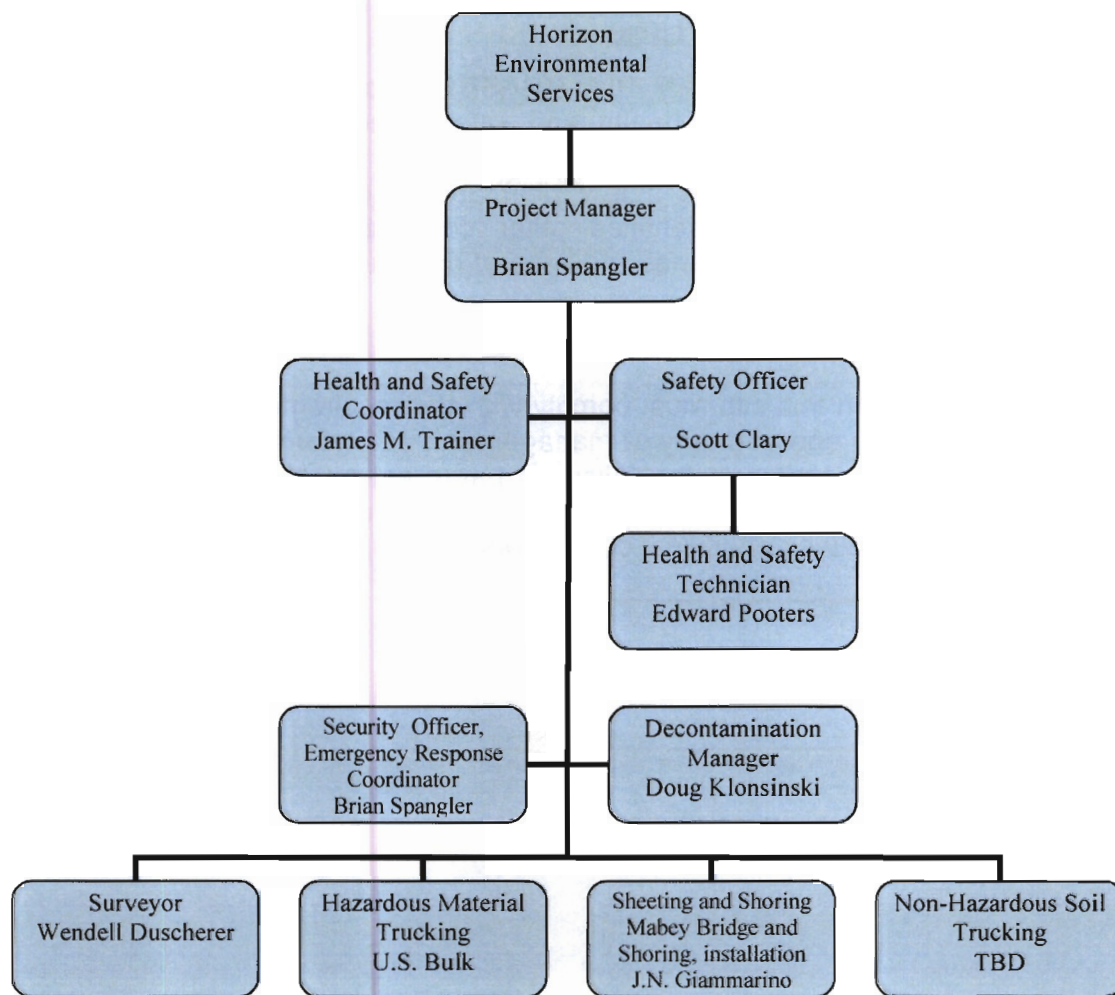 Horizon
Environmental
Services
Project Manager
Brian Spangler
Health and Safety
Coordinator
James M. Trainer
Safety Officer
Scott Clary
Health and Safety
Technician
Edward Pooters
Security Officer,
Emergency Response
Coordinator
Brian Spangler
Decontamination
Manager
Doug Klonsinski
Surveyor
Wendell Duscherer
Hazardous Material
Trucking
U.S. Bulk
Sheeting and Shoring
Mabey Bridge and
Shoring, installation
J.N. Giammarino
Non-Hazardous Soil
Trucking
TBD